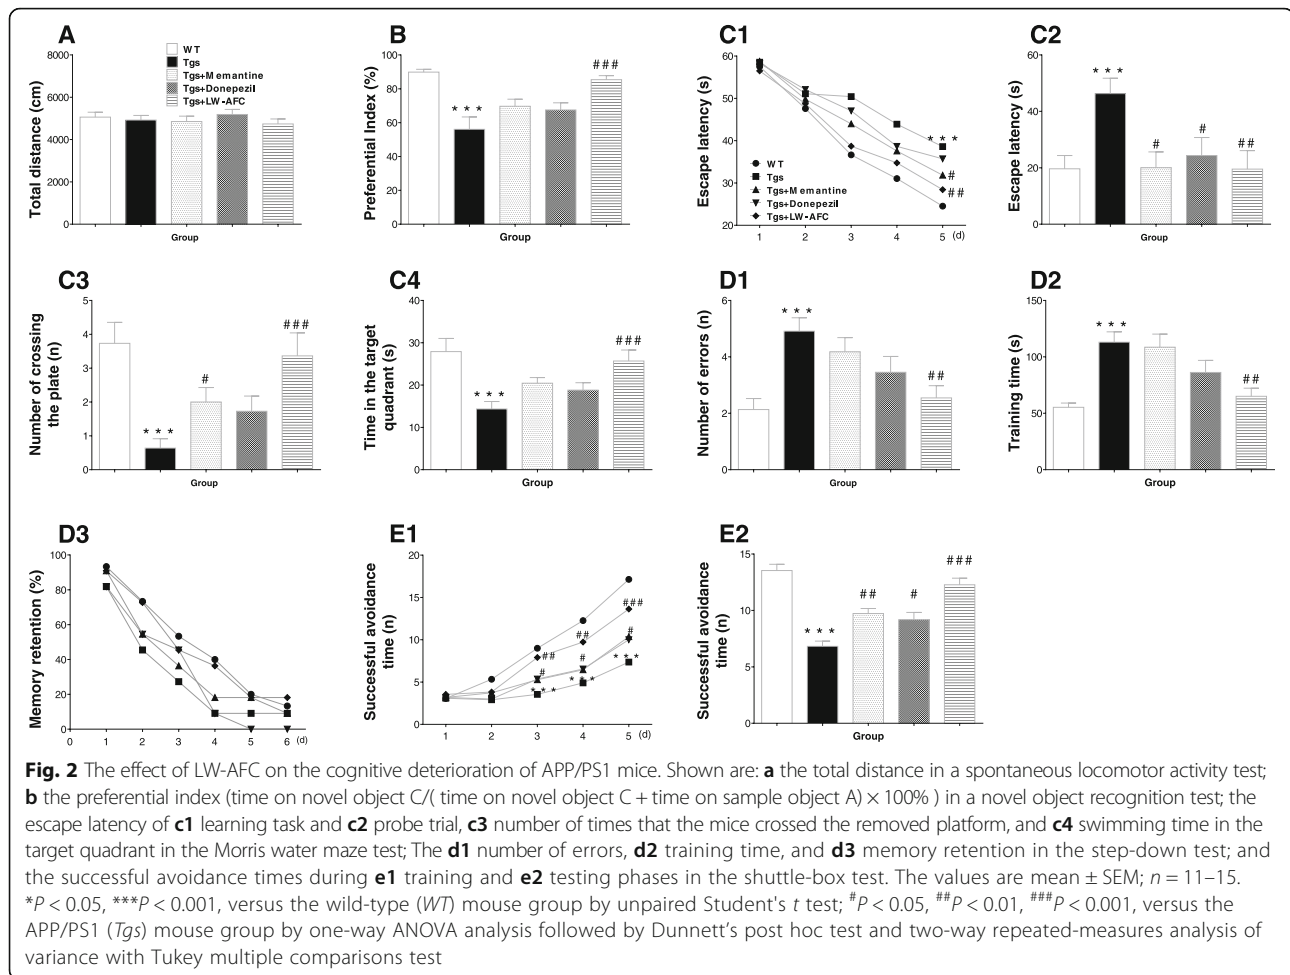 A
B
C1
C2
8000
6000
4000
2000
0
Total distance (cm)
Group
WT
Tgs
Tgs+Memantine
Tgs+Donepezil
Tgs+LW-AFC
100
80
60
40
20
0
Preferential Index (%)
* * *
###
Group
60
50
40
30
20
Escape latency (s)
WT
Tgs
Tgs+Memantine
Tgs+Donepezil
Tgs+LW-AFC
* * *
#
##
1 2 3 4 5 (d)
60
40
20
0
Escape latency (s)
* * *
#
#
##
Group
C3
C4
D1
D2
5
4
3
2
1
0
Number of crossing
the plate (n)
* * *
#
###
Group
40
30
20
10
0
Time in the target
quadrant (s)
* * *
###
Group
6
4
2
0
Number of errors (n)
* * *
##
Group
150
100
50
0
Training time (s)
* * *
##
Group
D3
E1
E2
100
80
60
40
20
0
Memory retention (%)
0 1 2 3 4 5 6 (d)
20
15
10
5
0
Successful avoidance
time (n)
##
#
* * *
##
#
* * *
###
#
* * *
1 2 3 4 5 (d)
15
10
5
0
Successful avoidance
time (n)
* * *
##
#
###
Group
Fig. 2 The effect of LW-AFC on the cognitive deterioration of APP/PS1 mice. Shown are: a the total distance in a spontaneous locomotor activity test;
b the preferential index (time on novel object C/( time on novel object C + time on sample object A) × 100% ) in a novel object recognition test; the
escape latency of c1 learning task and c2 probe trial, c3 number of times that the mice crossed the removed platform, and c4 swimming time in the
target quadrant in the Morris water maze test; The d1 number of errors, d2 training time, and d3 memory retention in the step-down test; and
the successful avoidance times during e1 training and e2 testing phases in the shuttle-box test. The values are mean ± SEM; n = 11–15.
*P < 0.05, ***P < 0.001, versus the wild-type (WT) mouse group by unpaired Student's t test; #P < 0.05, ##P < 0.01, ###P < 0.001, versus the
APP/PS1 (Tgs) mouse group by one-way ANOVA analysis followed by Dunnett's post hoc test and two-way repeated-measures analysis of
variance with Tukey multiple comparisons test